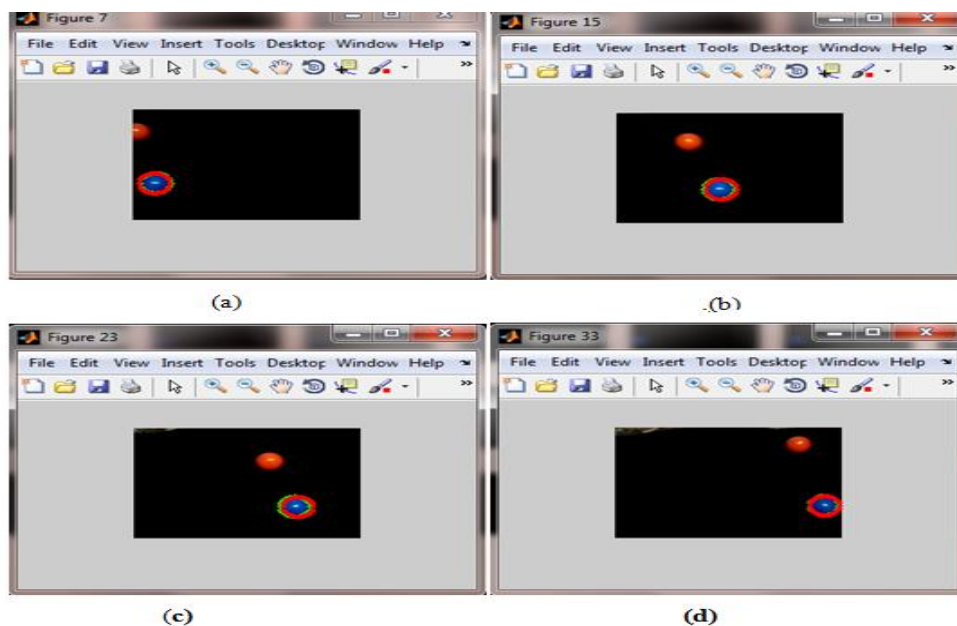 Figure 7
File Edit View Insert Tools Desktop Window Help
(a)
Figure 15
File Edit View Insert Tools Desktop Window Help
.(b)
Figure 23
File Edit View Insert Tools Desktop Window Help
(c)
Figure 33
File Edit View Insert Tools Desktop Window Help
(d)